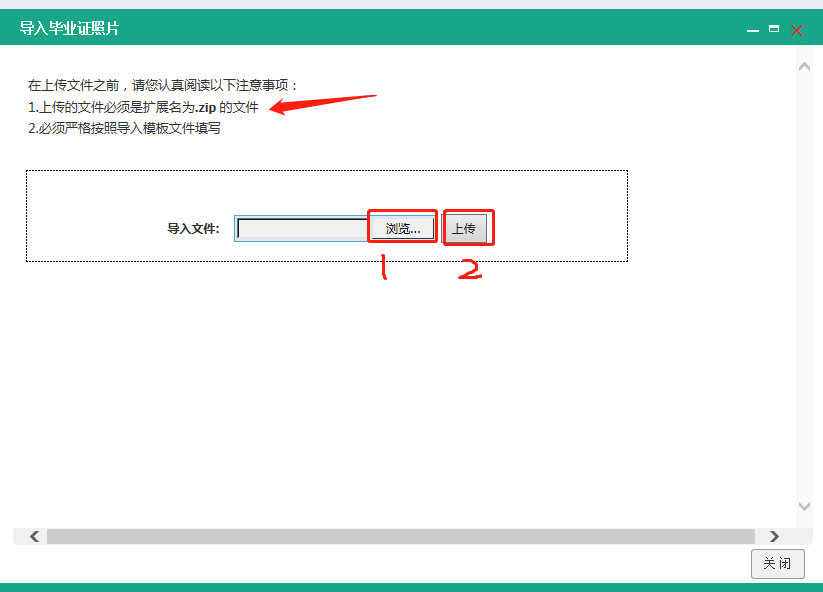 导入毕业证照片
在上传文件之前，请您认真阅读以下注意事项：
1.上传的文件必须是扩展名为.zip 的文件
2.必须严格按照导入模板文件填写
导入文件: 浏览... 上传
1 2
关 闭